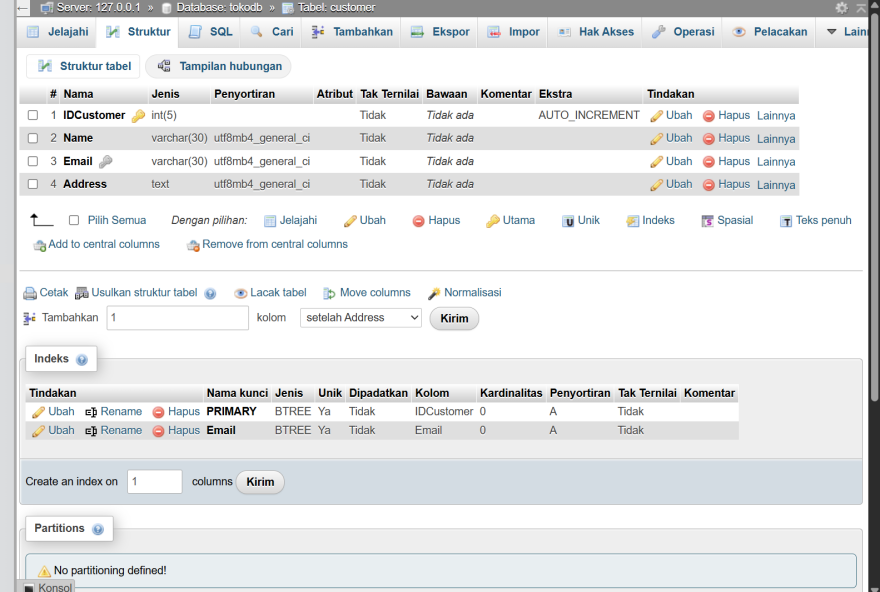 Server: 127.0.0.1 » Database: tokodb » Tabel: customer
Jelajahi Struktur SQL Cari Tambahkan Ekspor Impor Hak Akses Operasi Pelacakan
Struktur tabel Tampilan hubungan
# Nama Jenis Penyortiran Atribut Tak Ternilai Bawaan Komentar Ekstra Tindakan
1 IDCustomer int(5) Tidak Tidak ada AUTO_INCREMENT Ubah Hapus Lainnya
2 Name varchar(30) utf8mb4_general_ci Tidak Tidak ada Ubah Hapus Lainnya
3 Email varchar(30) utf8mb4_general_ci Tidak Tidak ada Ubah Hapus Lainnya
4 Address text utf8mb4_general_ci Tidak Tidak ada Ubah Hapus Lainnya
Pilih Semua Dengan pilihan: Jelajahi Ubah Hapus Utama Unik Indeks Spasial Teks penuh
Add to central columns Remove from central columns
Cetak Usulkan struktur tabel Lacak tabel Move columns Normalisasi
Tambahkan 1 kolom setelah Address Kirim
Indeks
Tindakan Nama kunci Jenis Unik Dipadatkan Kolom Kardinalitas Penyortiran Tak Ternilai Komentar
Ubah Rename Hapus PRIMARY BTREE Ya Tidak IDCustomer 0 A Tidak
Ubah Rename Hapus Email BTREE Ya Tidak Email 0 A Tidak
Create an index on 1 columns Kirim
Partitions
No partitioning defined!
Konsol